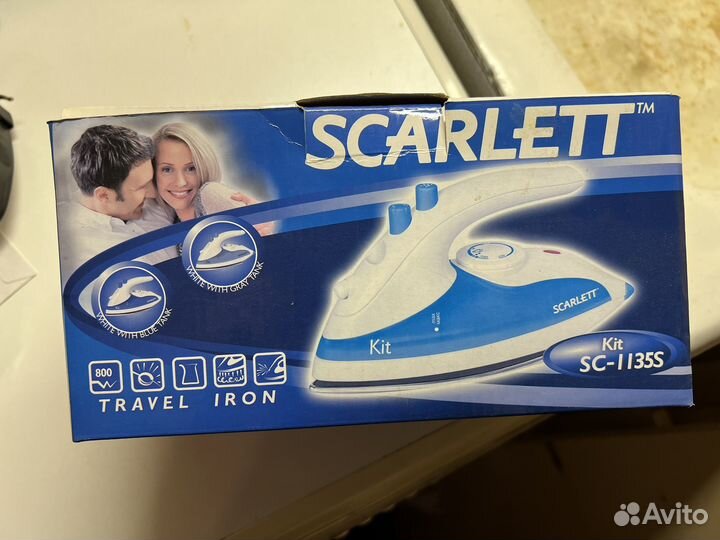 SCARLETT™
WHITE WITH GRAY TANK
WHITE WITH BLUE TANK
SCARLETT
Kit
Kit
SC-1135S
800
TRAVEL IRON
Avito